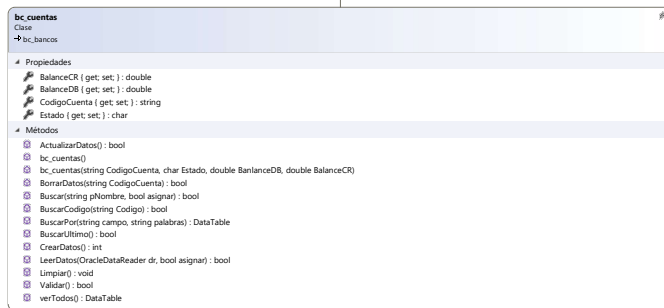 bc_cuentas
Clase
bc_bancos
Propiedades
BalanceCR { get; set; } : double
BalanceDB { get; set; } : double
CodigoCuenta { get; set; } : string
Estado { get; set; } : char
Métodos
ActualizarDatos() : bool
bc_cuentas()
bc_cuentas(string CodigoCuenta, char Estado, double BanlanceDB, double BalanceCR)
BorrarDatos(string CodigoCuenta) : bool
Buscar(string pNombre, bool asignar) : bool
BuscarCodigo(string Codigo) : bool
BuscarPor(string campo, string palabras) : DataTable
BuscarUltimo() : bool
CrearDatos() : int
LeerDatos(OracleDataReader dr, bool asignar) : bool
Limpiar() : void
Validar() : bool
verTodos() : DataTable